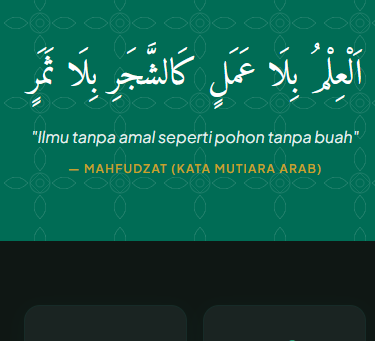 اَلْعِلْمُ بِلَا عَمَلٍ كَالشَّجَرِ بِلَا ثَمَرٍ
"Ilmu tanpa amal seperti pohon tanpa buah"
— MAHFUDZAT (KATA MUTIARA ARAB)